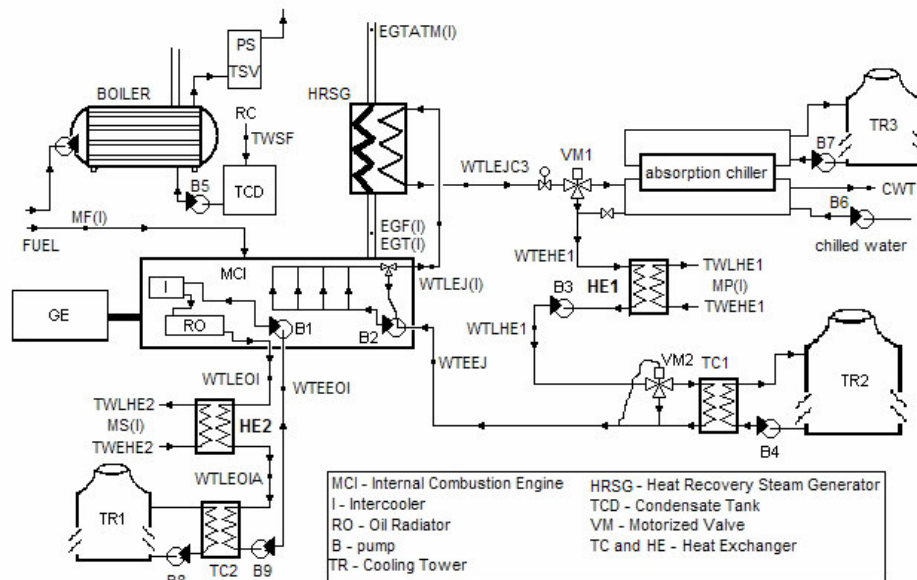 EGTATM(I)
PS
TSV
BOILER
HRSG
RC
TWSF
TR3
WTLEJC3
VM1
B7
absorption chiller
B5
TCD
CWT
B6
MF(I)
FUEL
EGF(I)
EGT(I)
chilled water
WTEHE1
MCI
WTLEJ(I)
HE1
TWLHE1
MP(I)
TWEHE1
I
B3
GE
RO
B1
B2
WTLHE1
WTLEOI
WTEEOI
WTEEJ
VM2
TC1
TR2
TWLHE2
MS(I)
TWEHE2
HE2
B4
WTLEOIA
TR1
B8
TC2
B9
MCI - Internal Combustion Engine
I - Intercooler
RO - Oil Radiator
B - pump
TR - Cooling Tower
HRSG - Heat Recovery Steam Generator
TCD - Condensate Tank
VM - Motorized Valve
TC and HE - Heat Exchanger